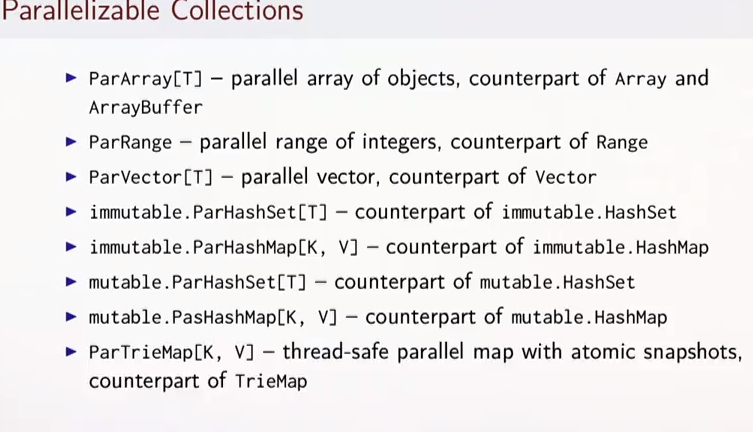 Parallelizable Collections
► ParArray[T] – parallel array of objects, counterpart of Array and
ArrayBuffer
► ParRange – parallel range of integers, counterpart of Range
► ParVector[T] – parallel vector, counterpart of Vector
► immutable.ParHashSet[T] – counterpart of immutable.HashSet
► immutable.ParHashMap[K, V] – counterpart of immutable.HashMap
► mutable.ParHashSet[T] – counterpart of mutable.HashSet
► mutable.PasHashMap[K, V] – counterpart of mutable.HashMap
► ParTrieMap[K, V] – thread-safe parallel map with atomic snapshots,
counterpart of TrieMap